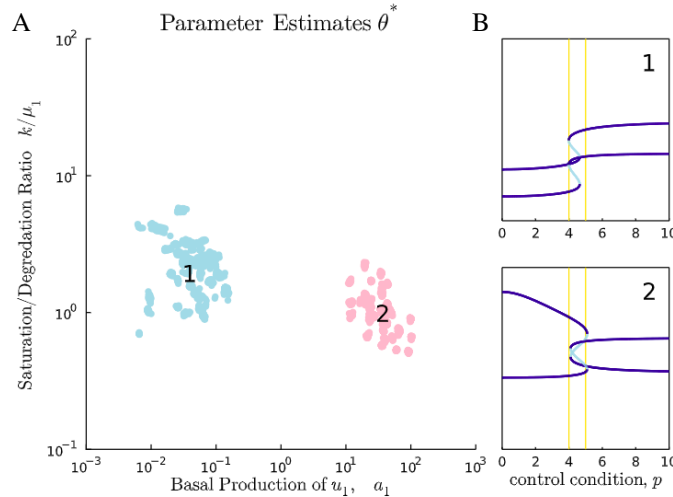 A
Parameter Estimates θ*
Saturation/Degredation Ratio k/μ₁
10²
10¹
10⁰
10⁻¹
1
2
10⁻³
10⁻²
10⁻¹
10⁰
10¹
10²
10³
Basal Production of u₁, a₁
B
1
0 2 4 6 8 10
2
0 2 4 6 8 10
control condition, p